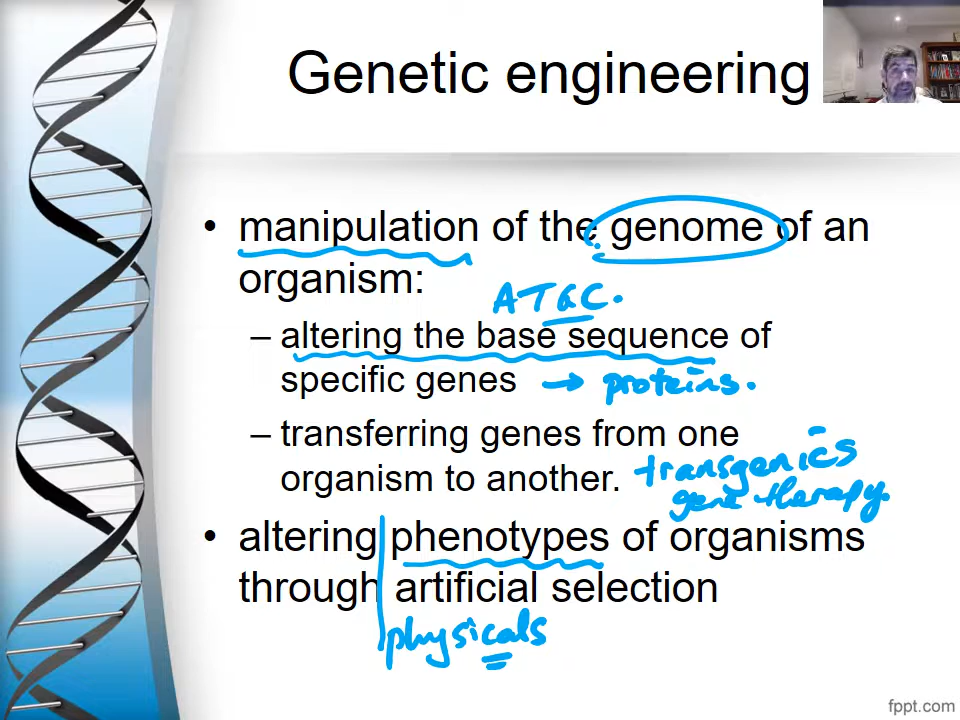 Genetic engineering
• manipulation of the genome of an
organism:
ATGC.
– altering the base sequence of
specific genes → proteins.
– transferring genes from one
organism to another. transgenics
gene therapy.
• altering phenotypes of organisms
through artificial selection
physicals
fppt.com